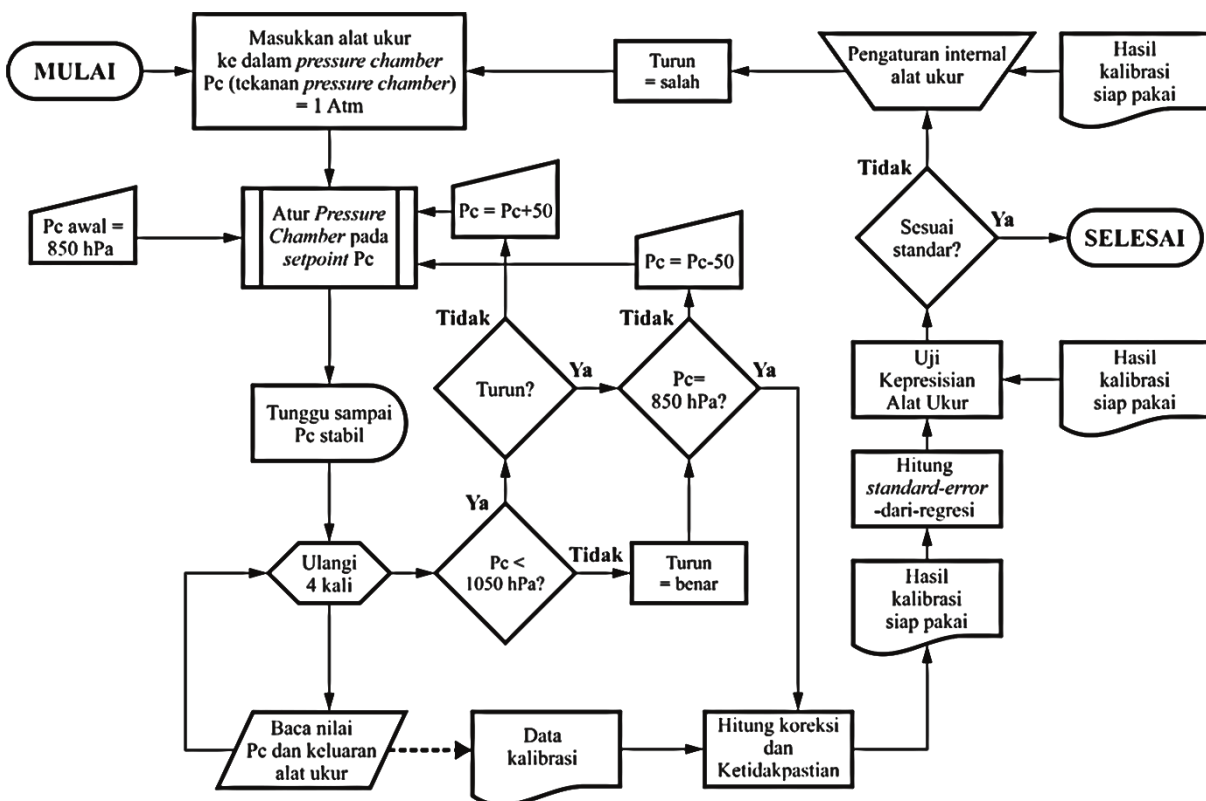 MULAI
Masukkan alat ukur
ke dalam pressure chamber
Pc (tekanan pressure chamber)
= 1 Atm
Turun
= salah
Pengaturan internal
alat ukur
Hasil
kalibrasi
siap pakai
Pc awal =
850 hPa
Atur Pressure
Chamber pada
setpoint Pc
Pc = Pc+50
Pc = Pc-50
Tidak
Sesuai
standar?
Ya
SELESAI
Tidak
Turun?
Ya
Tidak
Pc=
850 hPa?
Ya
Uji
Kepresisian
Alat Ukur
Hasil
kalibrasi
siap pakai
Tunggu sampai
Pc stabil
Hitung
standard-error
-dari-regresi
Ulangi
4 kali
Ya
Pc <
1050 hPa?
Tidak
Turun
= benar
Hasil
kalibrasi
siap pakai
Baca nilai
Pc dan keluaran
alat ukur
Data
kalibrasi
Hitung koreksi
dan
Ketidakpastian